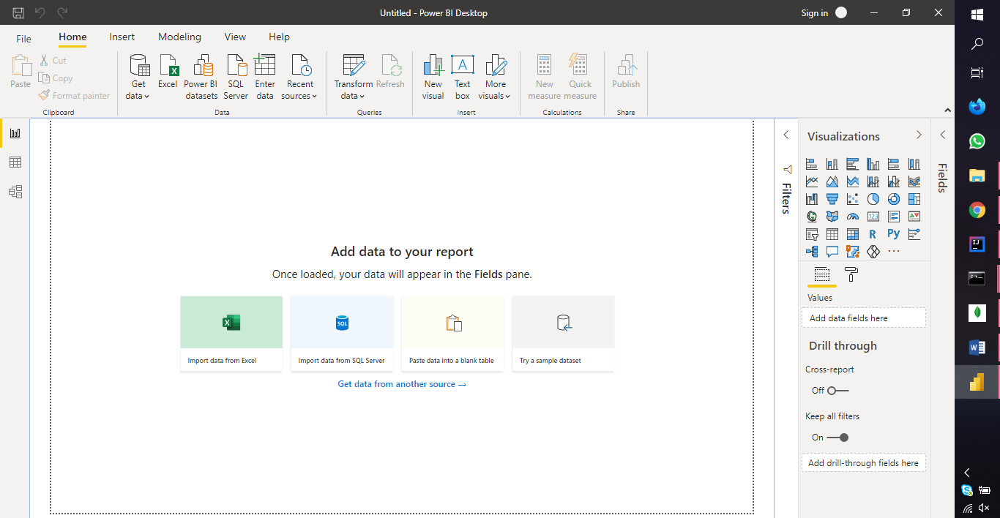 Untitled - Power BI Desktop
Sign in
File
Home
Insert
Modeling
View
Help
Paste
Cut
Copy
Format painter
Clipboard
Get
data
Excel
Power BI
datasets
SQL
Server
Enter
data
Recent
sources
Data
Transform
data
Refresh
Queries
New
visual
Text
box
More
visuals
Insert
New
measure
Quick
measure
Calculations
Publish
Share
Add data to your report
Once loaded, your data will appear in the Fields pane.
Import data from Excel
SQL
Import data from SQL Server
Paste data into a blank table
Try a sample dataset
Get data from another source →
Filters
Visualizations
123
R
Py
...
Values
Add data fields here
Drill through
Cross-report
Off
Keep all filters
On
Add drill-through fields here
Fields